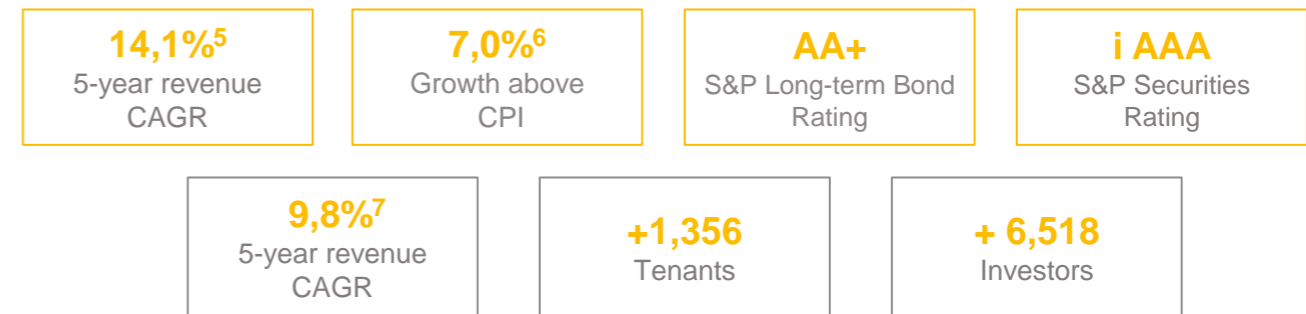 14,1%⁵
5-year revenue
CAGR
7,0%⁶
Growth above
CPI
AA+
S&P Long-term Bond
Rating
i AAA
S&P Securities
Rating
9,8%⁷
5-year revenue
CAGR
+1,356
Tenants
+ 6,518
Investors